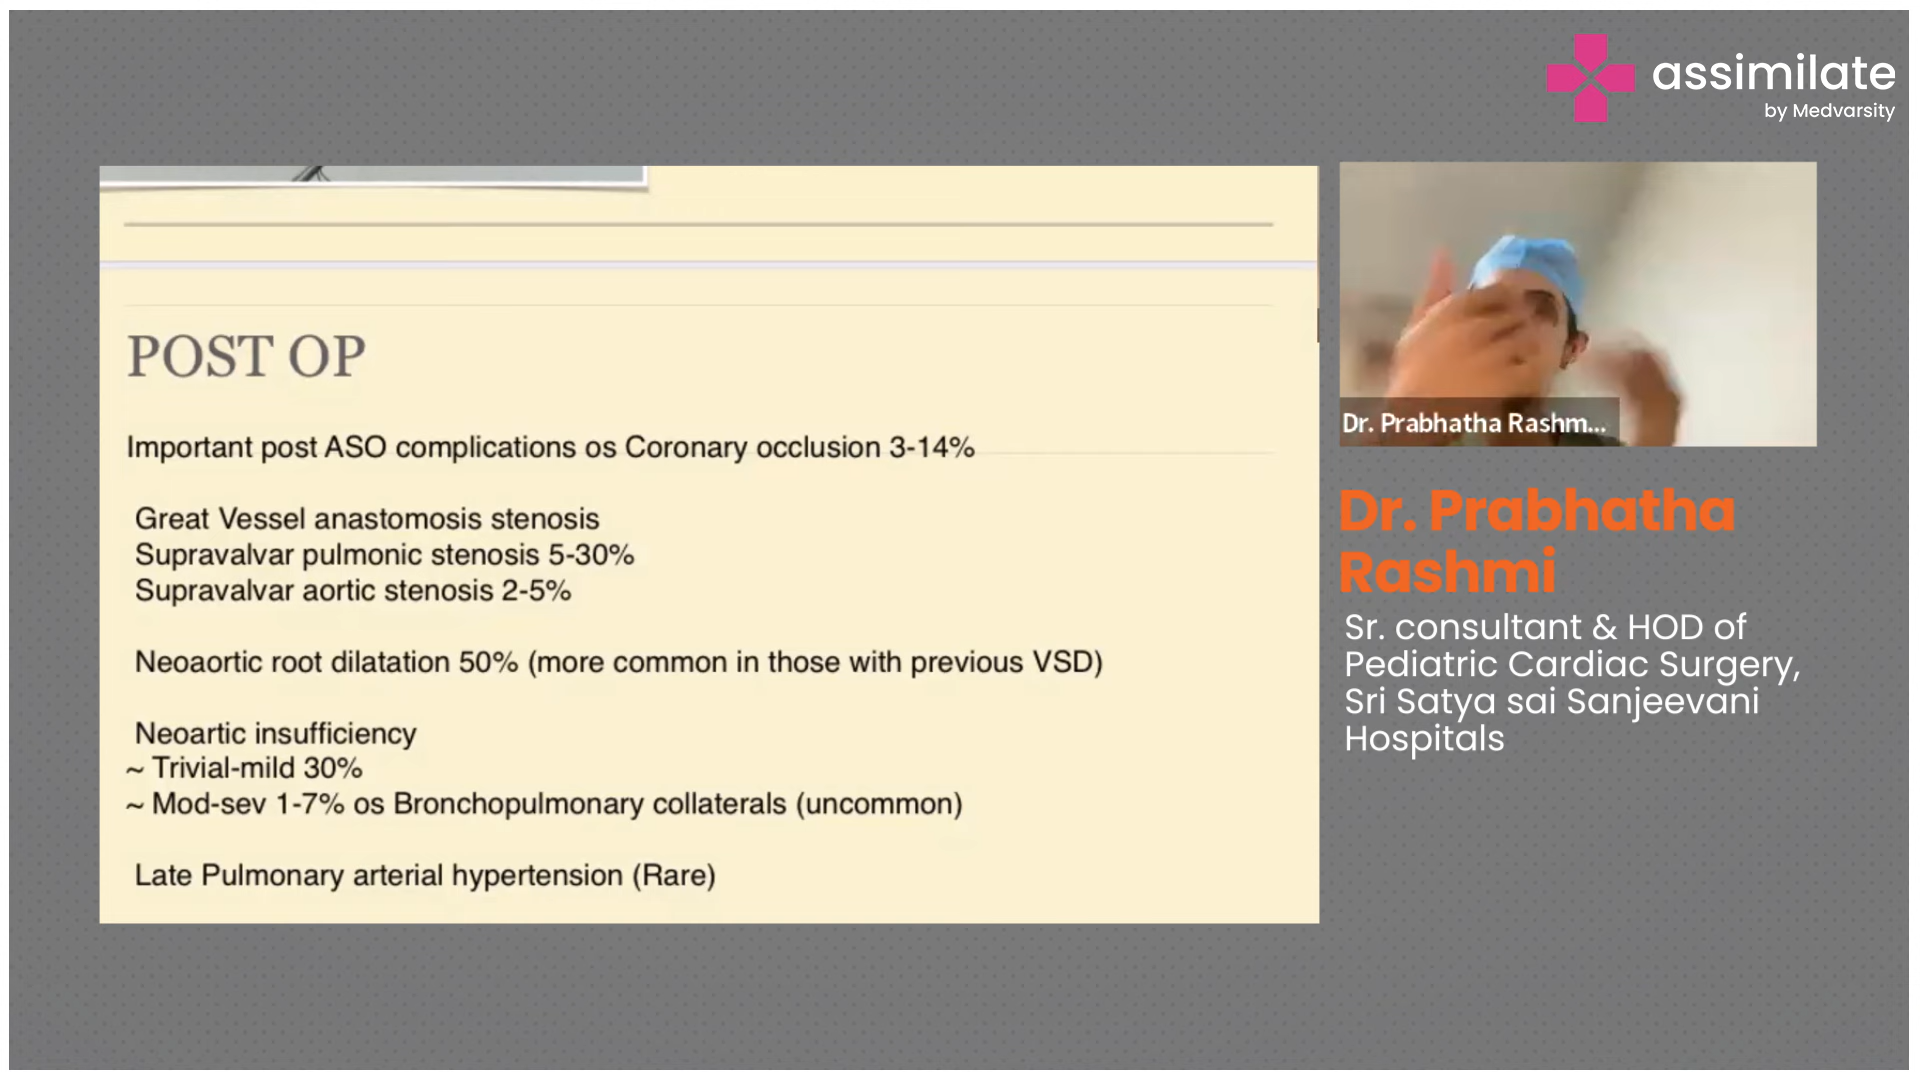 assimilate
by Medvarsity
POST OP
Important post ASO complications os Coronary occlusion 3-14%
Great Vessel anastomosis stenosis
Supravalvar pulmonic stenosis 5-30%
Supravalvar aortic stenosis 2-5%
Neoaortic root dilatation 50% (more common in those with previous VSD)
Neoartic insufficiency
~ Trivial-mild 30%
~ Mod-sev 1-7% os Bronchopulmonary collaterals (uncommon)
Late Pulmonary arterial hypertension (Rare)
Dr. Prabhatha Rashm...
Dr. Prabhatha
Rashmi
Sr. consultant & HOD of
Pediatric Cardiac Surgery,
Sri Satya sai Sanjeevani
Hospitals